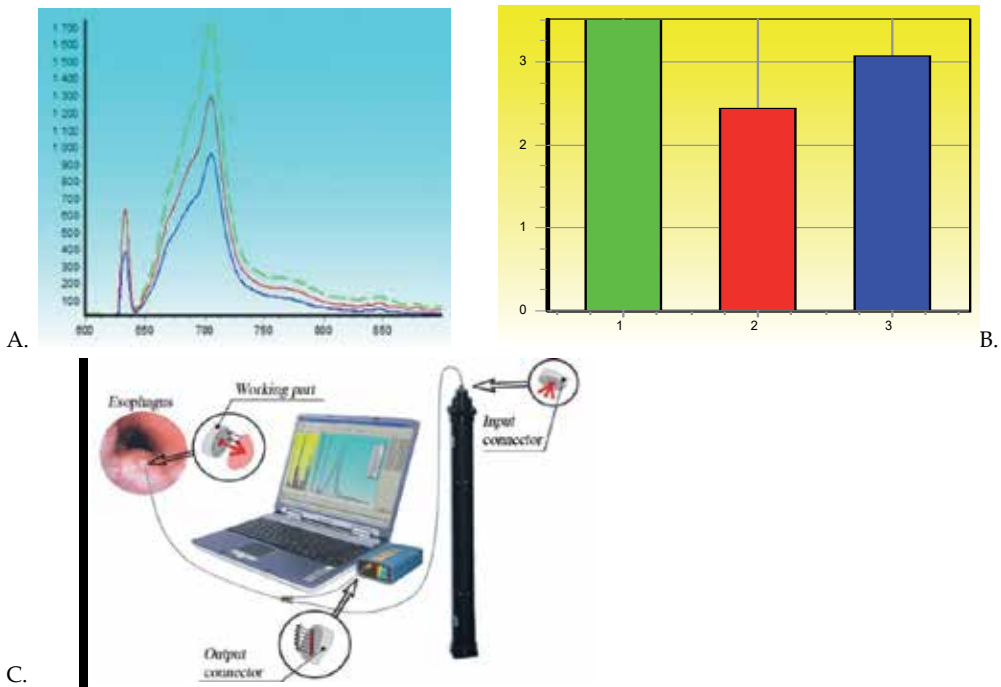 1 700
1 600
1 500
1 400
1 300
1 200
1 100
1 000
900
800
700
600
500
400
300
200
100
600 650 700 750 800 850
A.
3
2
1
0
1 2 3
B.
Esophagus
Working part
Input
connector
Output
connector
C.